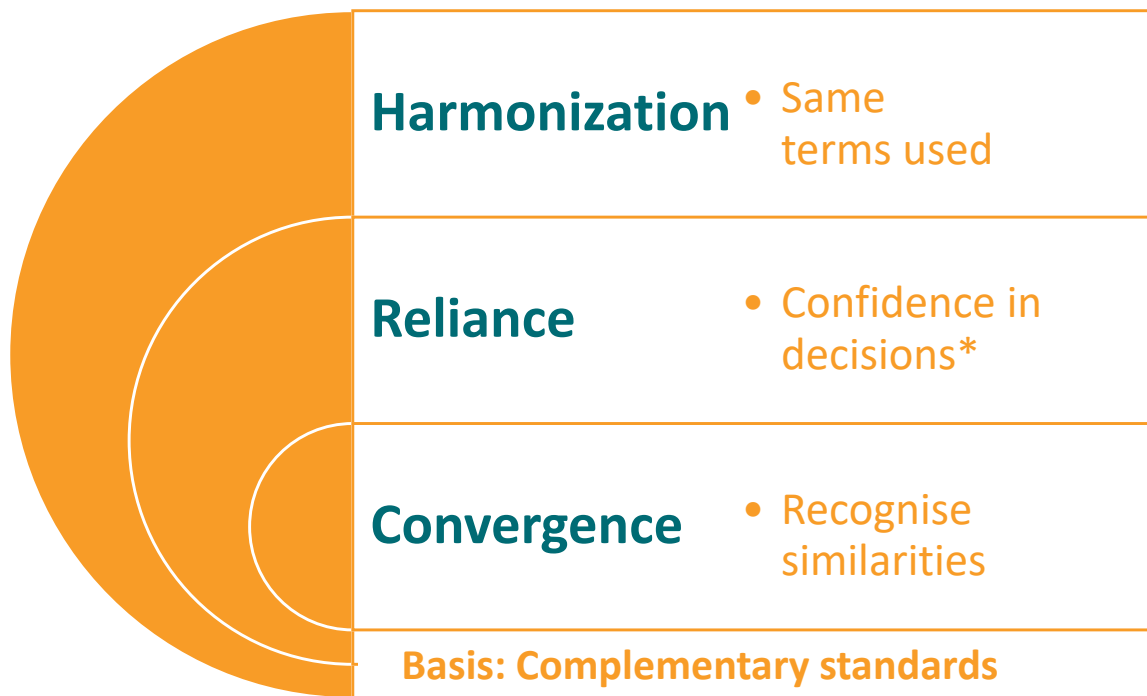 Harmonization
• Same
terms used
Reliance
• Confidence in
decisions*
Convergence
• Recognise
similarities
Basis: Complementary standards